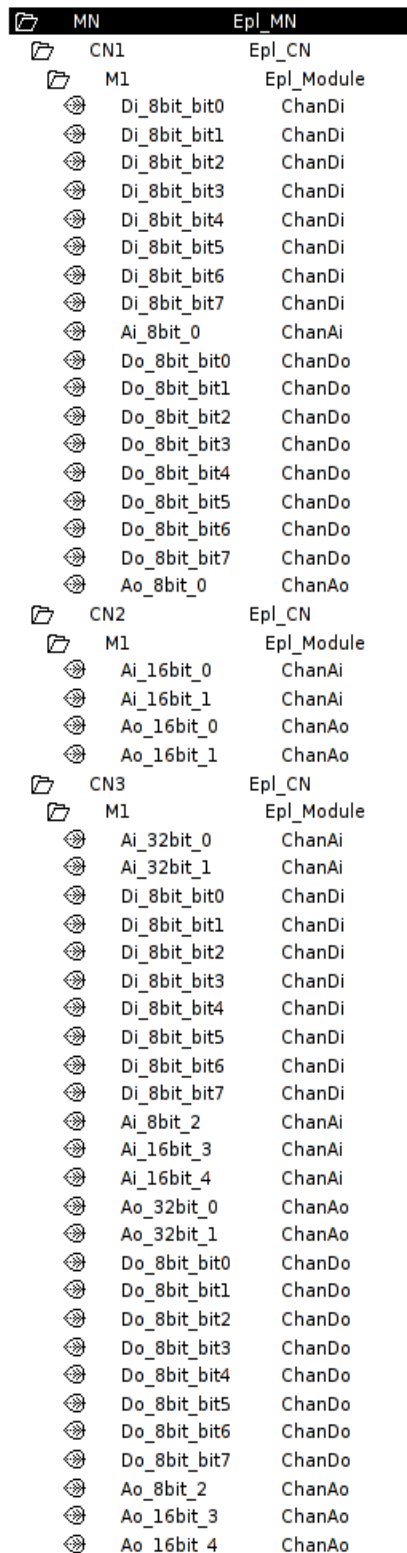 MN Epl_MN
CN1 Epl_CN
M1 Epl_Module
Di_8bit_bit0 ChanDi
Di_8bit_bit1 ChanDi
Di_8bit_bit2 ChanDi
Di_8bit_bit3 ChanDi
Di_8bit_bit4 ChanDi
Di_8bit_bit5 ChanDi
Di_8bit_bit6 ChanDi
Di_8bit_bit7 ChanDi
Ai_8bit_0 ChanAi
Do_8bit_bit0 ChanDo
Do_8bit_bit1 ChanDo
Do_8bit_bit2 ChanDo
Do_8bit_bit3 ChanDo
Do_8bit_bit4 ChanDo
Do_8bit_bit5 ChanDo
Do_8bit_bit6 ChanDo
Do_8bit_bit7 ChanDo
Ao_8bit_0 ChanAo
CN2 Epl_CN
M1 Epl_Module
Ai_16bit_0 ChanAi
Ai_16bit_1 ChanAi
Ao_16bit_0 ChanAo
Ao_16bit_1 ChanAo
CN3 Epl_CN
M1 Epl_Module
Ai_32bit_0 ChanAi
Ai_32bit_1 ChanAi
Di_8bit_bit0 ChanDi
Di_8bit_bit1 ChanDi
Di_8bit_bit2 ChanDi
Di_8bit_bit3 ChanDi
Di_8bit_bit4 ChanDi
Di_8bit_bit5 ChanDi
Di_8bit_bit6 ChanDi
Di_8bit_bit7 ChanDi
Ai_8bit_2 ChanAi
Ai_16bit_3 ChanAi
Ai_16bit_4 ChanAi
Ao_32bit_0 ChanAo
Ao_32bit_1 ChanAo
Do_8bit_bit0 ChanDo
Do_8bit_bit1 ChanDo
Do_8bit_bit2 ChanDo
Do_8bit_bit3 ChanDo
Do_8bit_bit4 ChanDo
Do_8bit_bit5 ChanDo
Do_8bit_bit6 ChanDo
Do_8bit_bit7 ChanDo
Ao_8bit_2 ChanAo
Ao_16bit_3 ChanAo
Ao_16bit_4 ChanAo